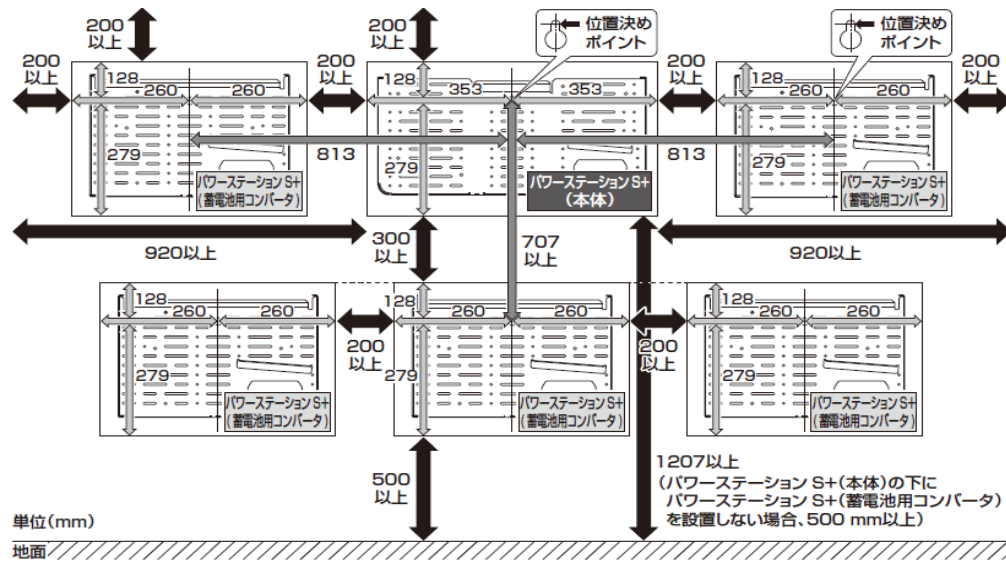 200
以上
200
以上
位置決め
ポイント
位置決め
ポイント
200
以上
200
以上
200
以上
200
以上
128
260
260
128
353
353
128
260
260
279
813
279
813
279
パワーステーション S+
(蓄電池用コンバータ)
パワーステーション S+
(本体)
パワーステーション S+
(蓄電池用コンバータ)
920以上
300
以上
707
以上
920以上
128
260
260
128
260
260
128
260
260
279
200
以上
279
200
以上
279
パワーステーション S+
(蓄電池用コンバータ)
パワーステーション S+
(蓄電池用コンバータ)
パワーステーション S+
(蓄電池用コンバータ)
500
以上
1207以上
(パワーステーション S+(本体)の下に
パワーステーション S+(蓄電池用コンバータ)
を設置しない場合、500 mm以上)
単位(mm)
地面